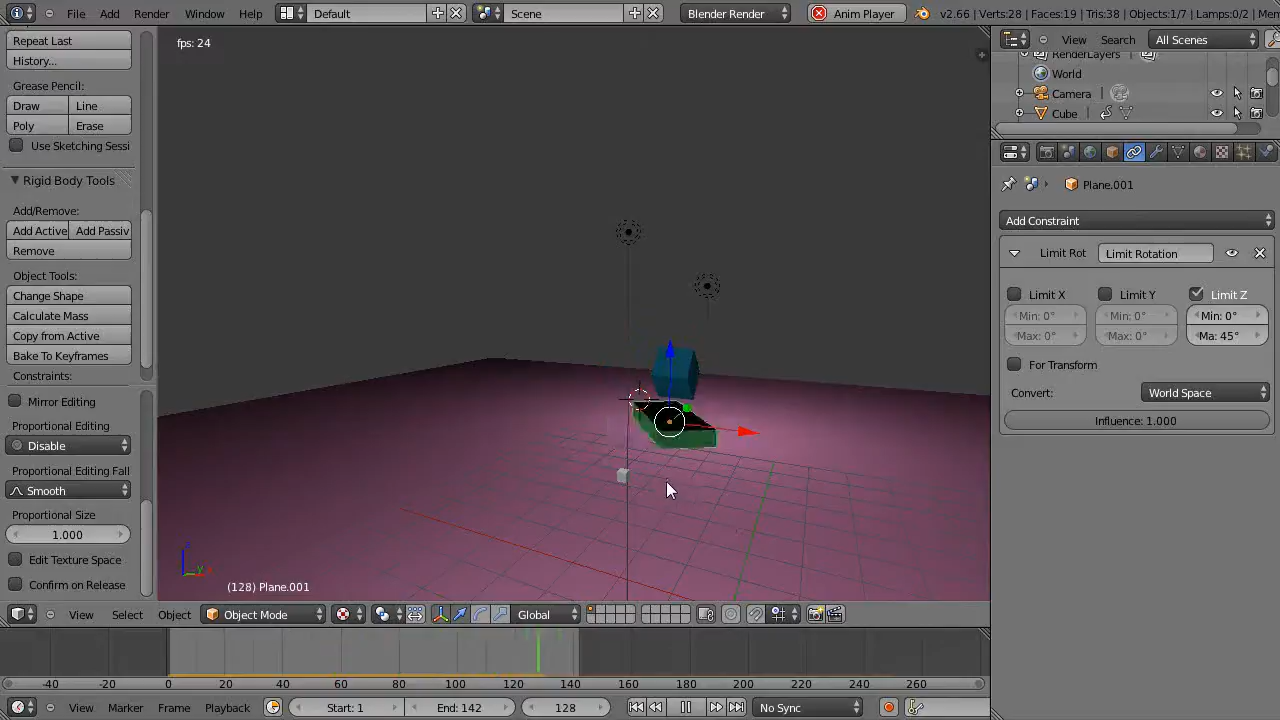 File Add Render Window Help Default Scene Blender Render Anim Player v2.66 | Verts:28 | Faces:19 | Tris:38 | Objects:1/7 | Lamps:0/2 |
Repeat Last
History...
Grease Pencil:
Draw Line
Poly Erase
Use Sketching Sessi
Rigid Body Tools
Add/Remove:
Add Active Add Passiv
Remove
Object Tools:
Change Shape
Calculate Mass
Copy from Active
Bake To Keyframes
Constraints:
Mirror Editing
Proportional Editing
Disable
Proportional Editing Fall
Smooth
Proportional Size
1.000
Edit Texture Space
Confirm on Release
fps: 24
z
y
(128) Plane.001
View Select Object Object Mode Global
View Search All Scenes
RenderLayers
World
Camera
Cube
Plane.001
Add Constraint
Limit Rot Limit Rotation
Limit X Limit Y Limit Z
Min: 0° Min: 0° Min: 0°
Max: 0° Max: 0° Ma: 45°
For Transform
Convert: World Space
Influence: 1.000
-40 -20 0 20 40 60 80 100 120 140 160 180 200 220 240 260
View Marker Frame Playback Start: 1 End: 142 128 No Sync